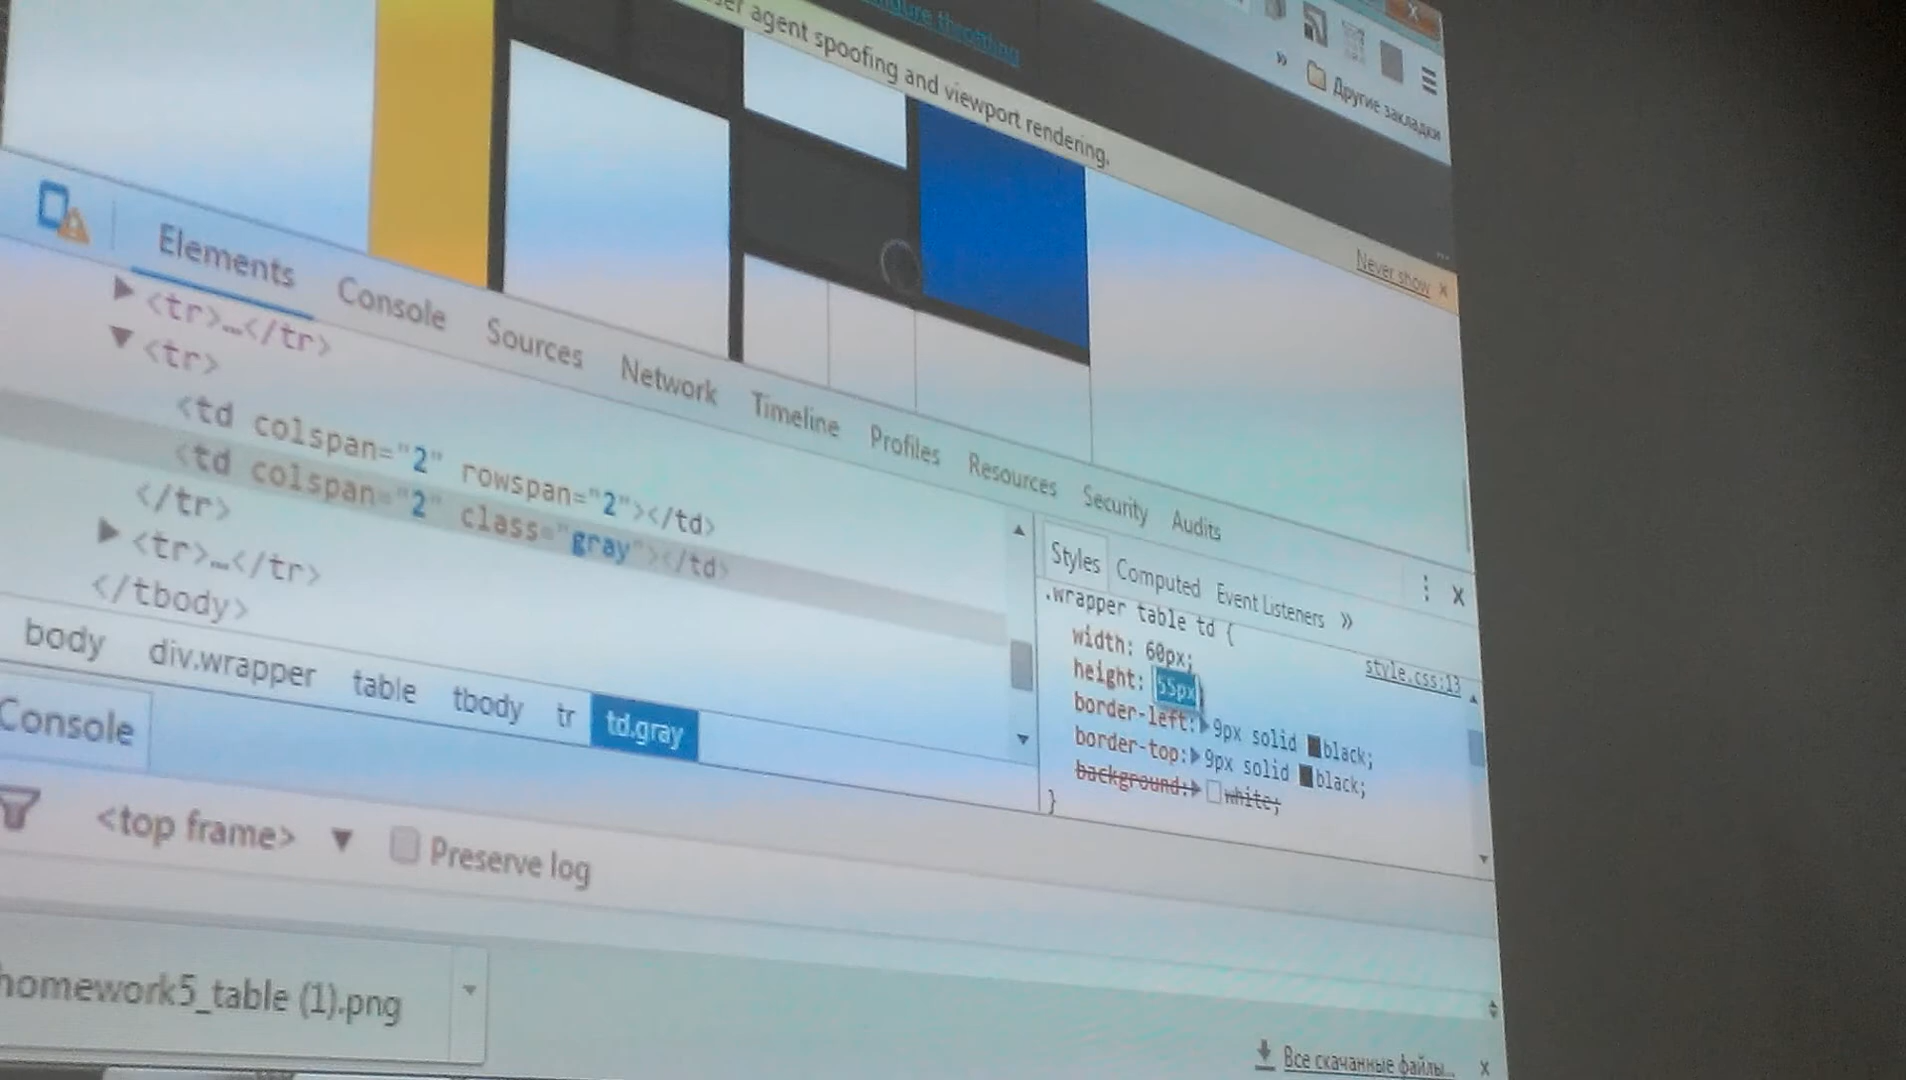 agent spoofing and viewport rendering.
throttling
»
Другие закладки
Never show ×
Elements Console Sources Network Timeline Profiles Resources Security Audits
▶<tr>…</tr>
▼<tr>
<td colspan="2" rowspan="2"></td>
<td colspan="2" class="gray"></td>
</tr>
▶<tr>…</tr>
</tbody>
body div.wrapper table tbody tr td.gray
Styles Computed Event Listeners »
.wrapper table td {
style.css:13
width: 60px;
height: 55px;
border-left:▶9px solid black;
border-top:▶9px solid black;
background:▶white;
}
Console
<top frame> ▼ Preserve log
homework5_table (1).png
Все скачанные файлы...